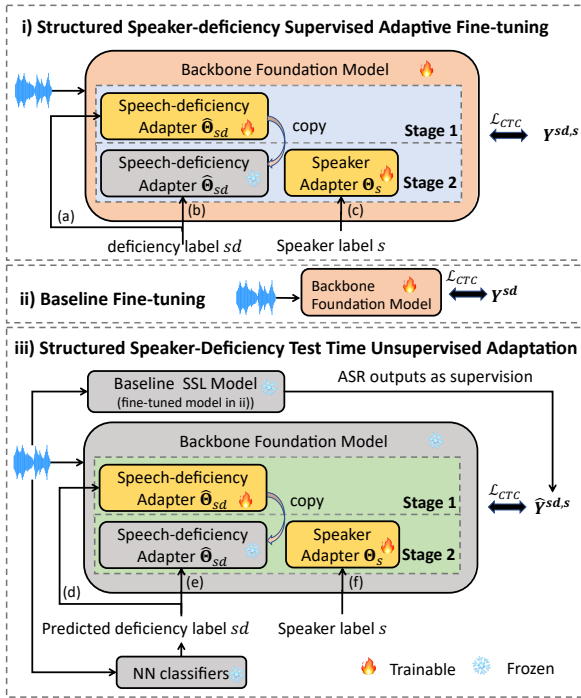 i) Structured Speaker-deficiency Supervised Adaptive Fine-tuning
Backbone Foundation Model
Speech-deficiency
Adapter Θ̂sd
copy
Stage 1
Speech-deficiency
Adapter Θ̂sd
Speaker
Adapter Θs
Stage 2
ℒCTC
Y^sd,s
(a)
(b)
(c)
deficiency label sd
Speaker label s
ii) Baseline Fine-tuning
Backbone
Foundation Model
ℒCTC
Y^sd
iii) Structured Speaker-Deficiency Test Time Unsupervised Adaptation
Baseline SSL Model
(fine-tuned model in ii))
ASR outputs as supervision
Backbone Foundation Model
Speech-deficiency
Adapter Θ̂sd
copy
Stage 1
Speech-deficiency
Adapter Θ̂sd
Speaker
Adapter Θs
Stage 2
ℒCTC
Ŷ^sd,s
(d)
(e)
(f)
Predicted deficiency label sd
Speaker label s
NN classifiers
Trainable
Frozen